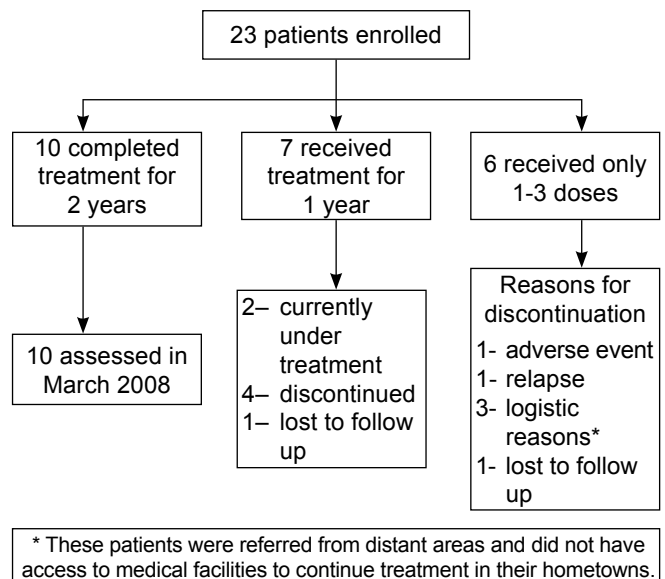 23 patients enrolled
10 completed
treatment for
2 years
7 received
treatment for
1 year
6 received only
1-3 doses
10 assessed in
March 2008
2– currently
under
treatment
4– discontinued
1– lost to follow
up
Reasons for
discontinuation
1- adverse event
1- relapse
3- logistic
reasons*
1- lost to follow
up
* These patients were referred from distant areas and did not have
access to medical facilities to continue treatment in their hometowns.